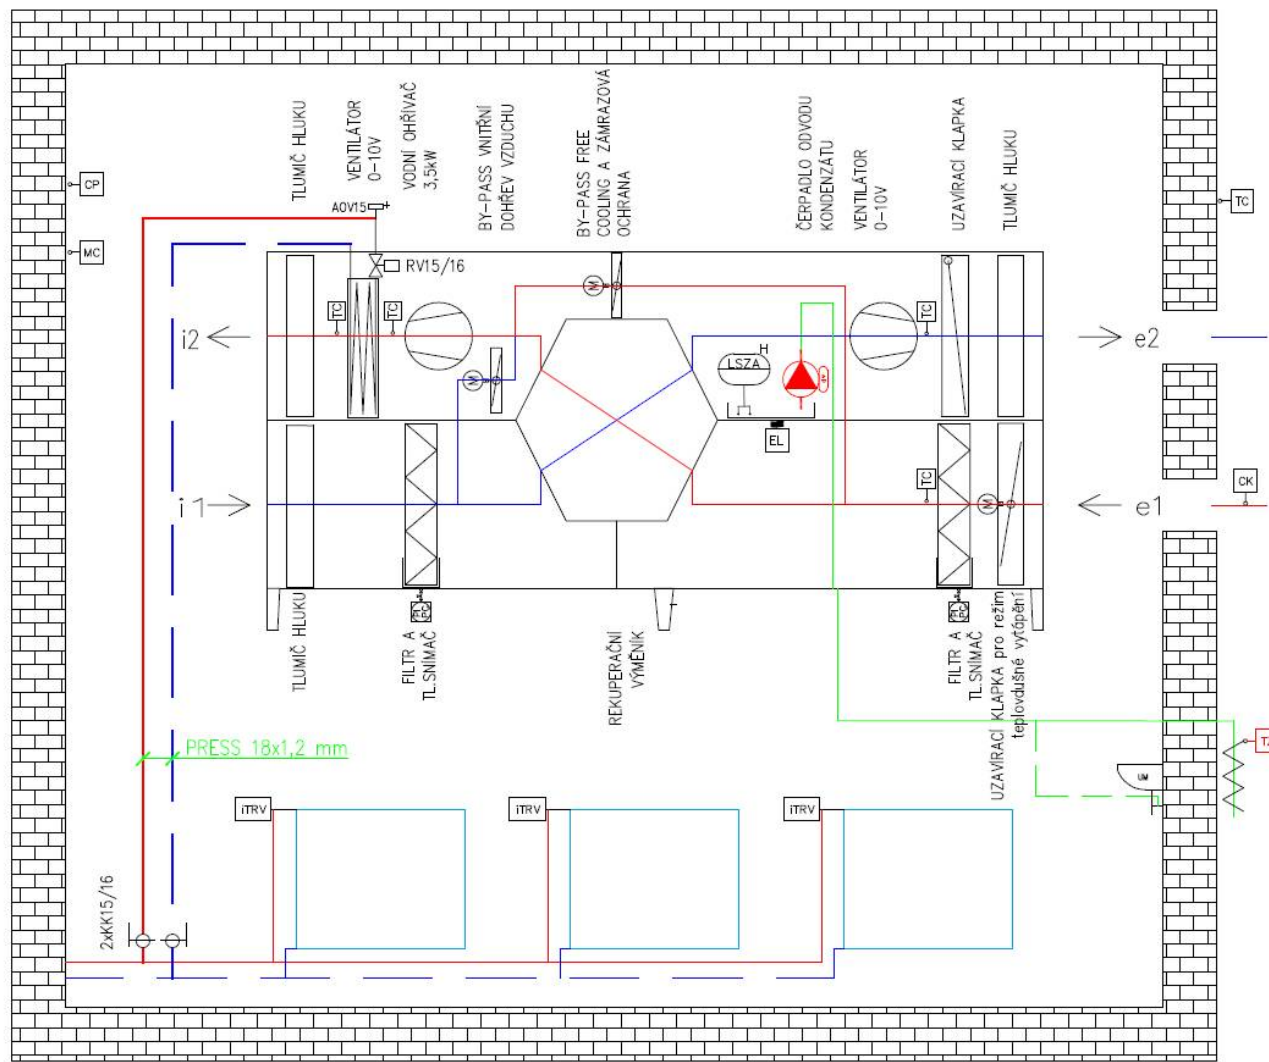 TLUMIČ HLUKU
VENTILÁTOR
0-10V
VODNÍ OHŘÍVAČ
3,5kW
BY-PASS VNITŘNÍ
DOHŘEV VZDUCHU
BY-PASS FREE
COOLING A ZÁMRAZOVÁ
OCHRANA
ČERPADLO ODVODU
KONDENZÁTU
VENTILÁTOR
0-10V
UZAVÍRACÍ KLAPKA
TLUMIČ HLUKU
CP
AOV15
TC
MC
RV15/16
M
TC
TC
TC
i2
e2
H
LSZA
M
EL
TC
CK
i1
M
e1
TLUMIČ HLUKU
FILTR A
TL.SNÍMAČ
REKUPERAČNÍ
VÝMĚNÍK
FILTR A
TL.SNÍMAČ
UZAVÍRACÍ KLAPKA pro režim
teplovdušné vytápění
PRESS 18x1,2 mm
UM
iTRV
iTRV
iTRV
2xKK15/16